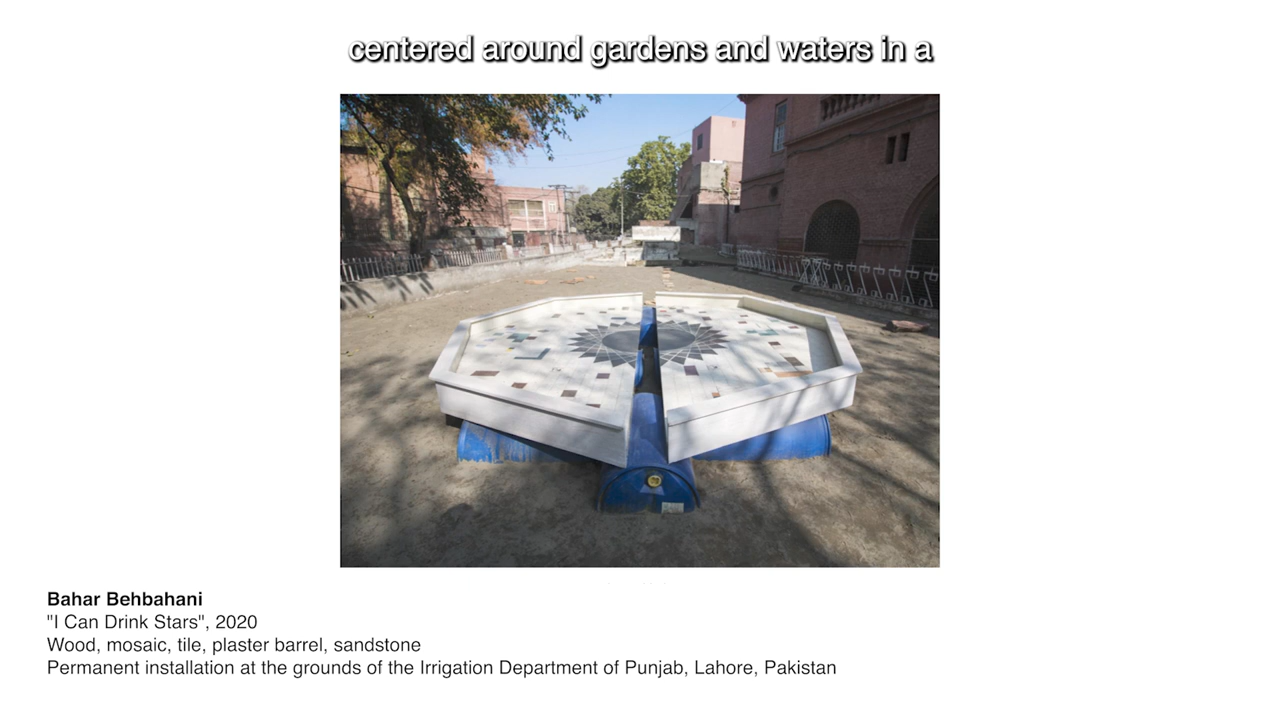 centered around gardens and waters in a
Bahar Behbahani
"I Can Drink Stars", 2020
Wood, mosaic, tile, plaster barrel, sandstone
Permanent installation at the grounds of the Irrigation Department of Punjab, Lahore, Pakistan